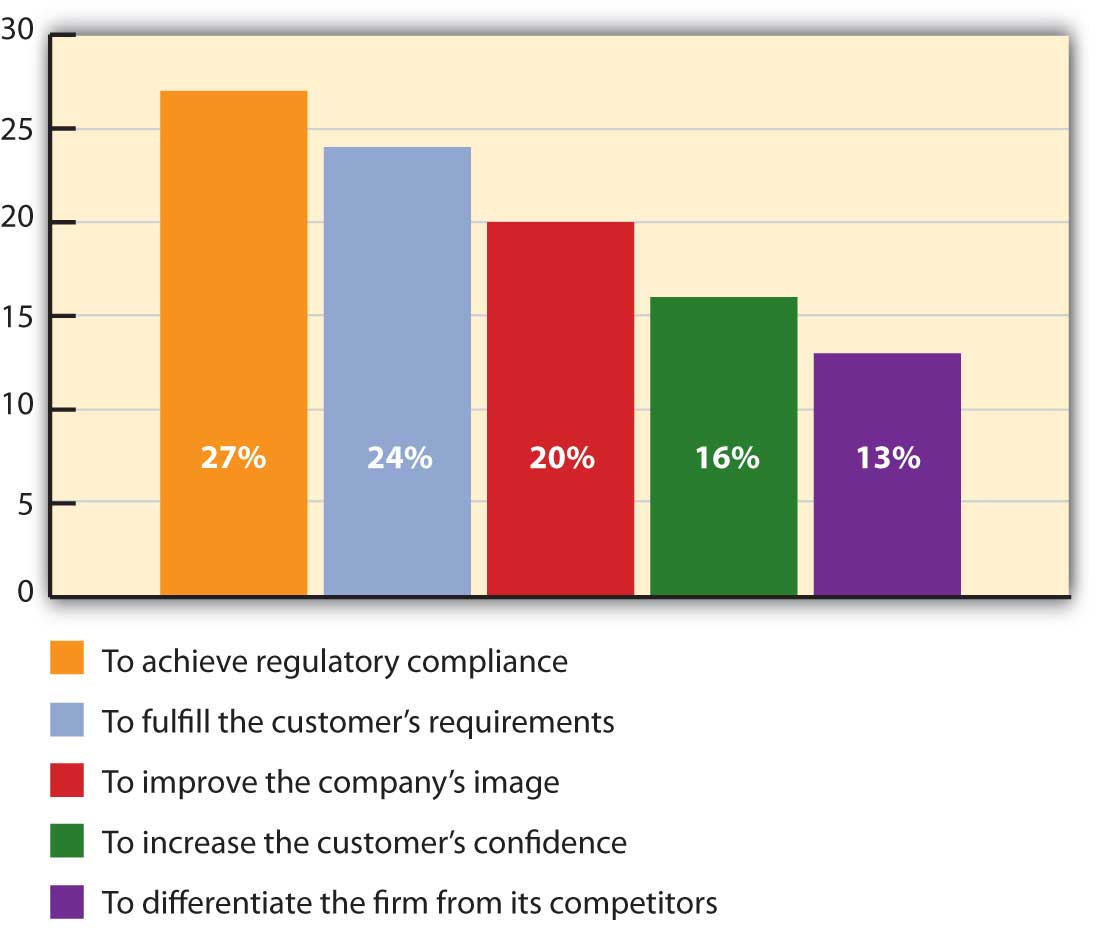 30
25
20
15
10
5
0
27%
24%
20%
16%
13%
To achieve regulatory compliance
To fulfill the customer’s requirements
To improve the company’s image
To increase the customer’s confidence
To differentiate the firm from its competitors